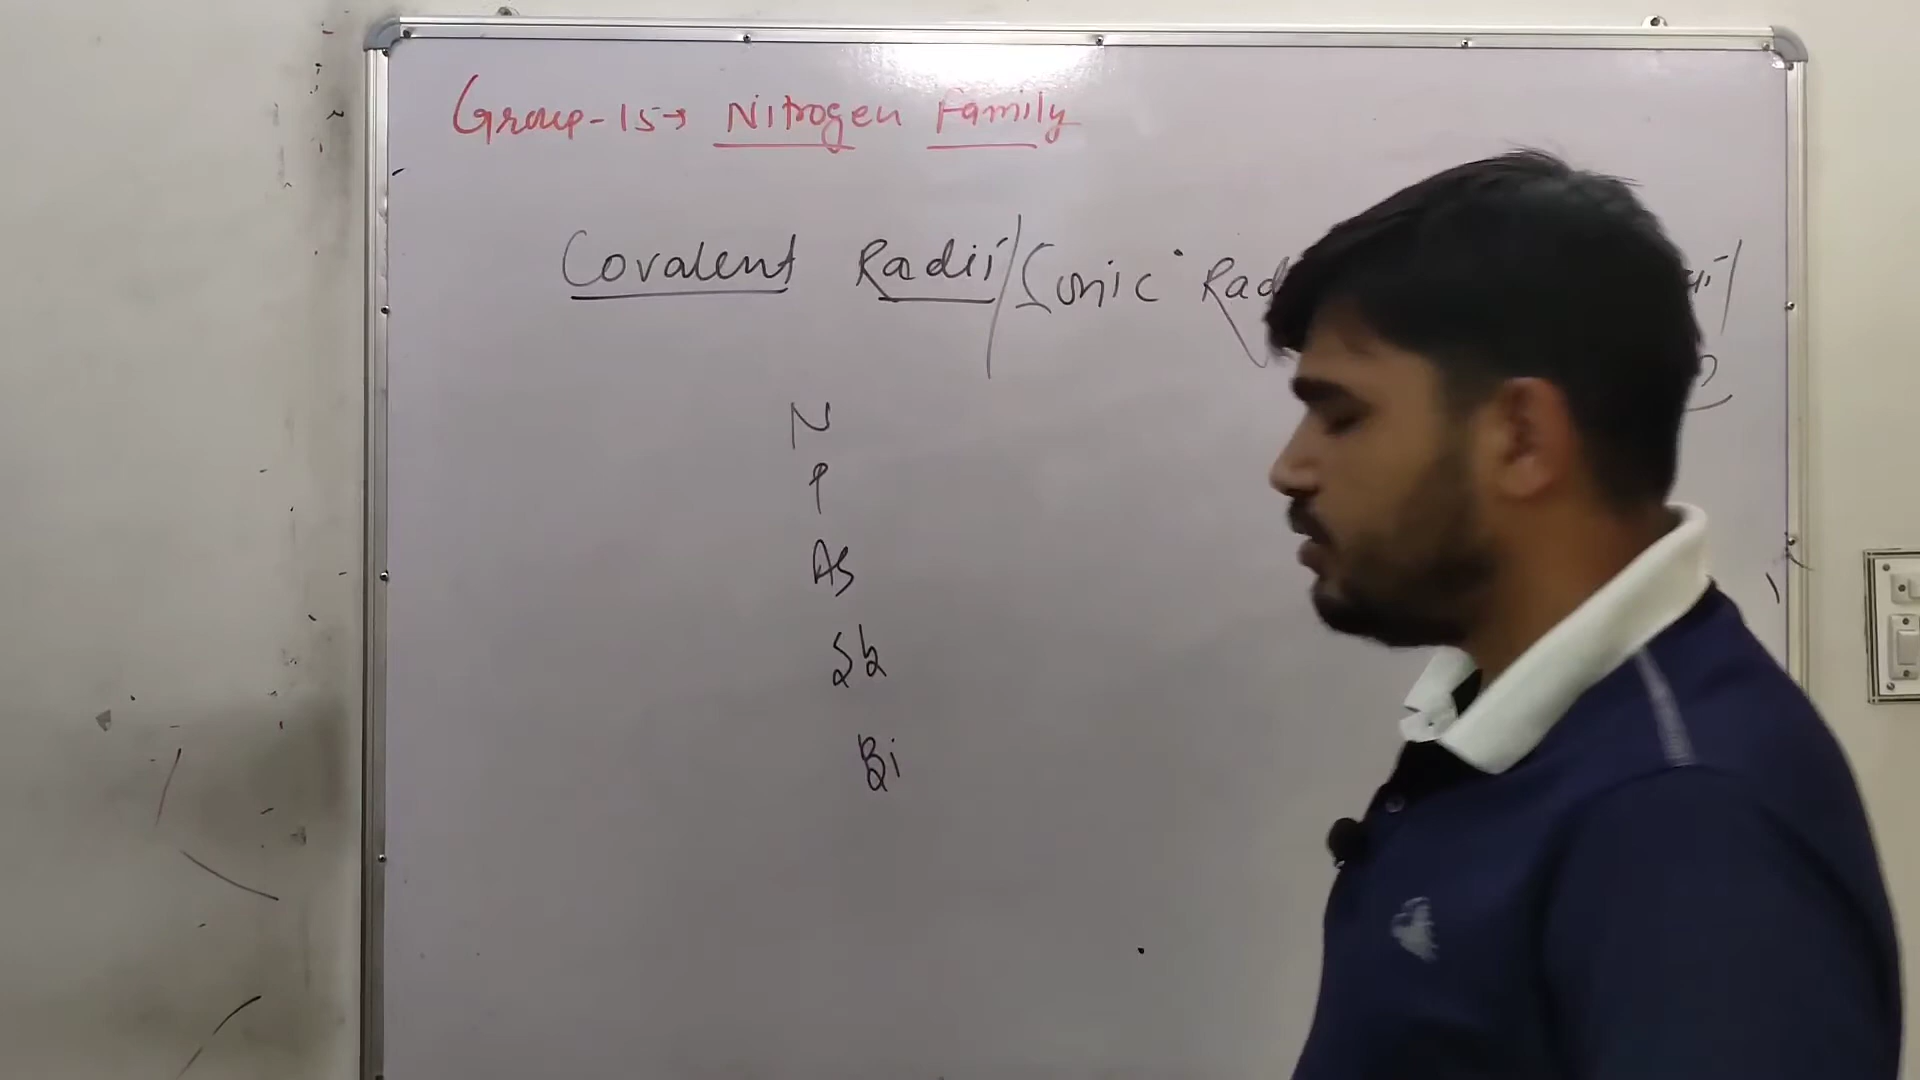 Group-15→ Nitrogen Family
Covalent Radii/Ionic Rad
N
P
As
Sb
Bi